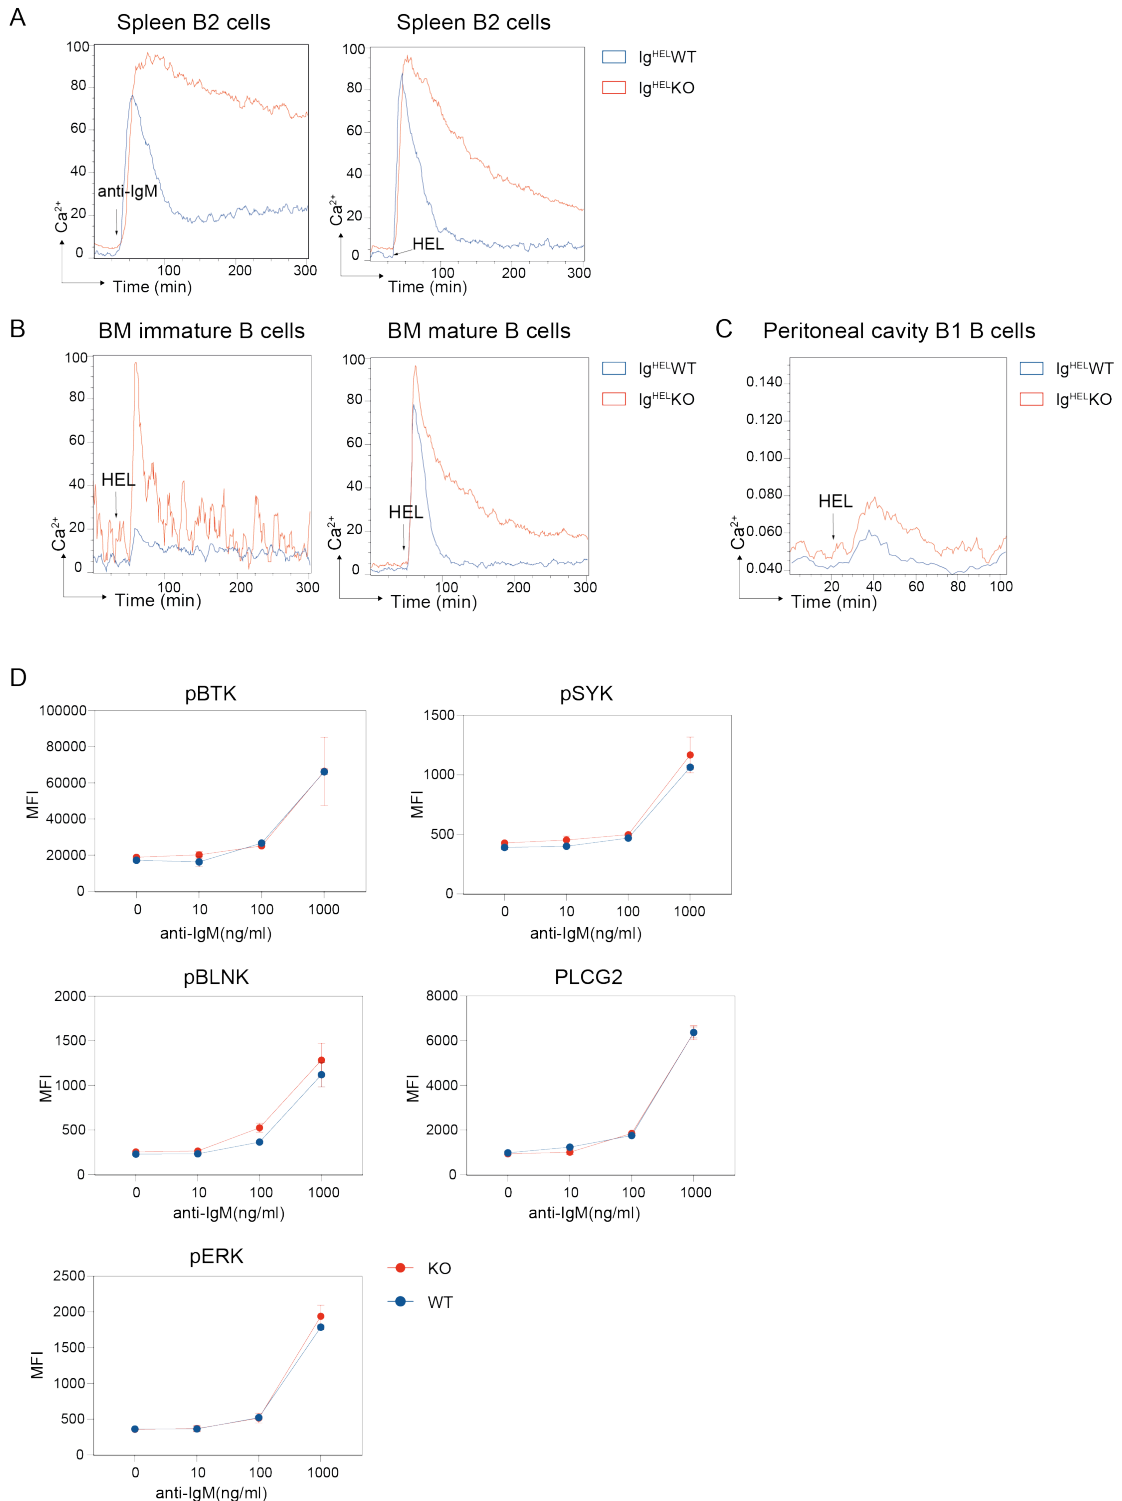 A
Spleen B2 cells
Spleen B2 cells
100
80
60
40
20
0
anti-IgM
Ca2+
100
200
300
Time (min)
100
80
60
40
20
0
HEL
100
200
300
Time (min)
IgHELWT
IgHELKO
B
BM immature B cells
BM mature B cells
100
80
60
40
20
0
HEL
Ca2+
100
200
300
Time (min)
100
80
60
40
20
0
HEL
Ca2+
100
200
300
Time (min)
IgHELWT
IgHELKO
C
Peritoneal cavity B1 B cells
0.140
0.120
0.100
0.080
0.060
0.040
HEL
Ca2+
20
40
60
80
100
Time (min)
IgHELWT
IgHELKO
D
pBTK
100000
80000
60000
40000
20000
0
MFI
0 10 100 1000
anti-IgM(ng/ml)
pSYK
1500
1000
500
0
MFI
0 10 100 1000
anti-IgM(ng/ml)
pBLNK
2000
1500
1000
500
0
MFI
0 10 100 1000
anti-IgM(ng/ml)
PLCG2
8000
6000
4000
2000
0
MFI
0 10 100 1000
anti-IgM(ng/ml)
pERK
2500
2000
1500
1000
500
0
MFI
0 10 100 1000
anti-IgM(ng/ml)
KO
WT